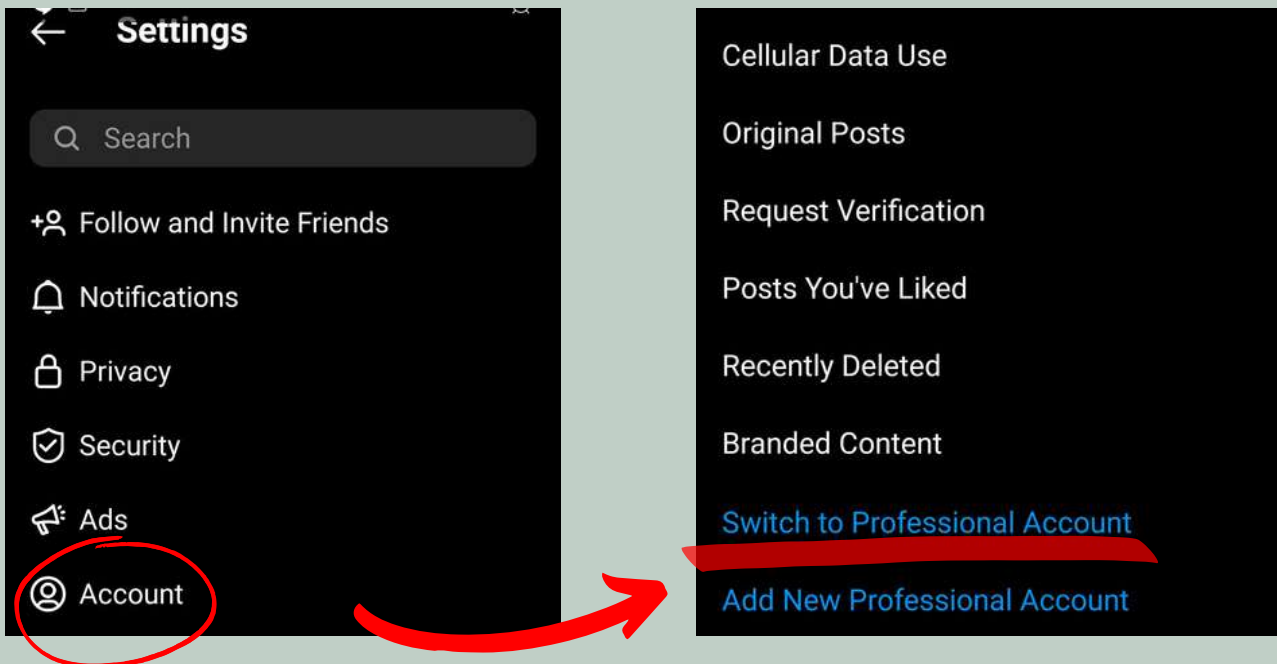 Settings
Search
Follow and Invite Friends
Notifications
Privacy
Security
Ads
Account
Cellular Data Use
Original Posts
Request Verification
Posts You've Liked
Recently Deleted
Branded Content
Switch to Professional Account
Add New Professional Account